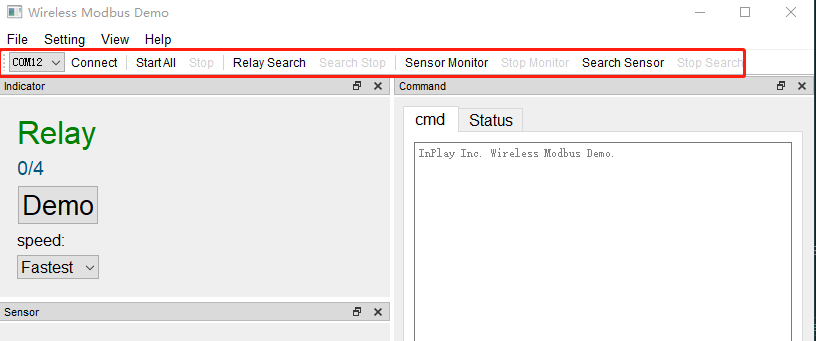 Wireless Modbus Demo
File Setting View Help
COM12 Connect Start All Stop Relay Search Search Stop Sensor Monitor Stop Monitor Search Sensor Stop Search
Indicator
Relay
0/4
Demo
speed:
Fastest
Sensor
Command
cmd Status
InPlay Inc. Wireless Modbus Demo.